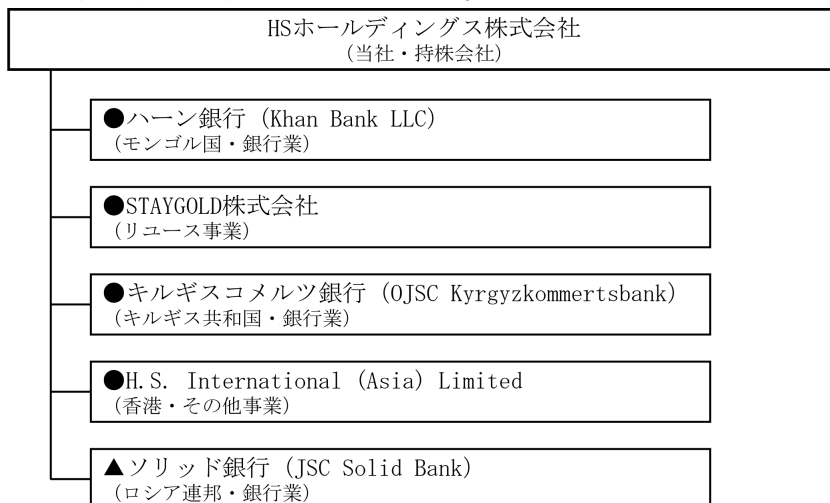 HSホールディングス株式会社
(当社・持株会社)
●ハーン銀行 (Khan Bank LLC)
(モンゴル国・銀行業)
●STAYGOLD株式会社
(リユース事業)
●キルギスコメルツ銀行 (OJSC Kyrgyzkommertsbank)
(キルギス共和国・銀行業)
●H.S. International (Asia) Limited
(香港・その他事業)
▲ソリッド銀行 (JSC Solid Bank)
(ロシア連邦・銀行業)